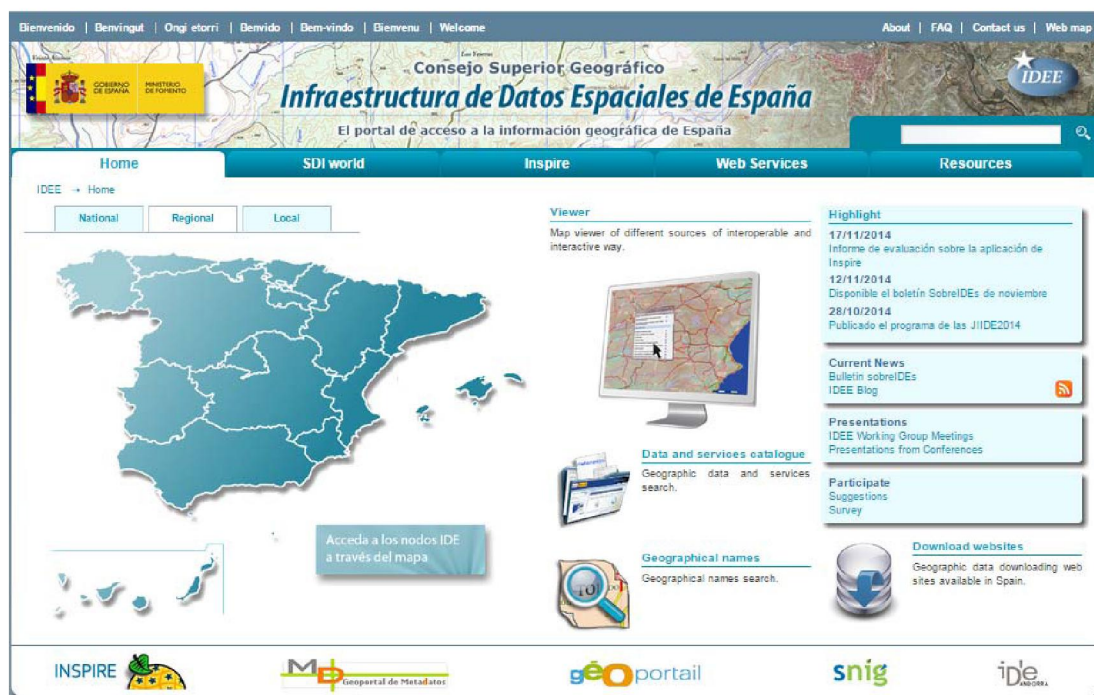 Bienvenido | Benvingut | Ongi etorri | Benvido | Bem-vindo | Bienvenu | Welcome
About | FAQ | Contact us | Web map
GOBIERNO DE ESPAÑA
MINISTERIO DE FOMENTO
Consejo Superior Geográfico
Infraestructura de Datos Espaciales de España
El portal de acceso a la información geográfica de España
IDEE
Home
SDI world
Inspire
Web Services
Resources
IDEE → Home
National
Regional
Local
Acceda a los nodos IDE
a través del mapa
Viewer
Map viewer of different sources of interoperable and
interactive way.
Data and services catalogue
Geographic data and services
search.
Geographical names
Geographical names search.
Highlight
17/11/2014
Informe de evaluación sobre la aplicación de
Inspire
12/11/2014
Disponible el boletín SobreIDEs de noviembre
28/10/2014
Publicado el programa de las JIIDE2014
Current News
Bulletin sobreIDEs
IDEE Blog
Presentations
IDEE Working Group Meetings
Presentations from Conferences
Participate
Suggestions
Survey
Download websites
Geographic data downloading web
sites available in Spain.
INSPIRE
MD
Geoportal de Metadatos
géoportail
snig
iDe
ANDORRA